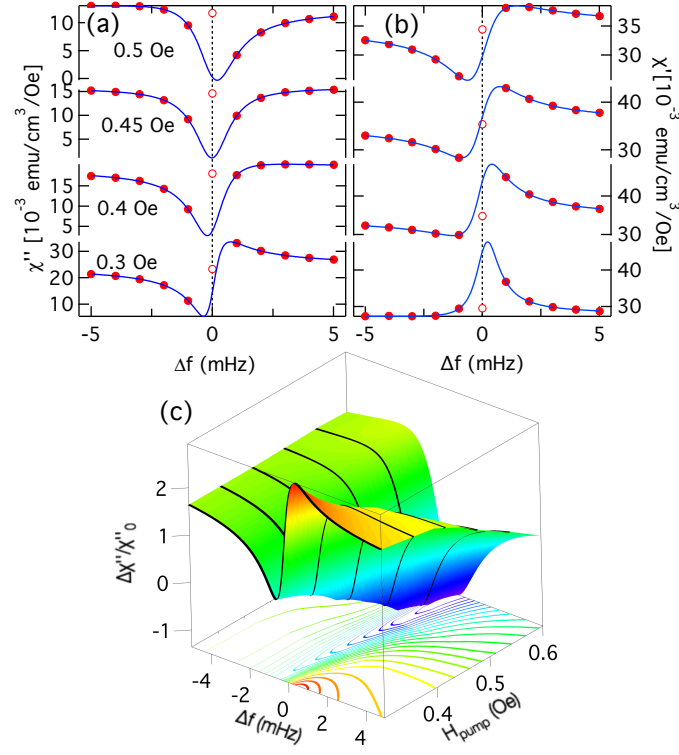 (a)
(b)
10
5
0
0.5 Oe
15
10
5
0.45 Oe
15
10
5
0.4 Oe
30
20
10
0.3 Oe
χ'' [10⁻³ emu/cm³/Oe]
-5
0
5
Δf (mHz)
35
30
40
30
40
30
40
30
χ' [10⁻³ emu/cm³/Oe]
-5
0
5
Δf (mHz)
(c)
2
1
0
-1
Δχ''/χ''₀
-4
-2
0
2
4
Δf (mHz)
0.4
0.5
0.6
H_pump (Oe)